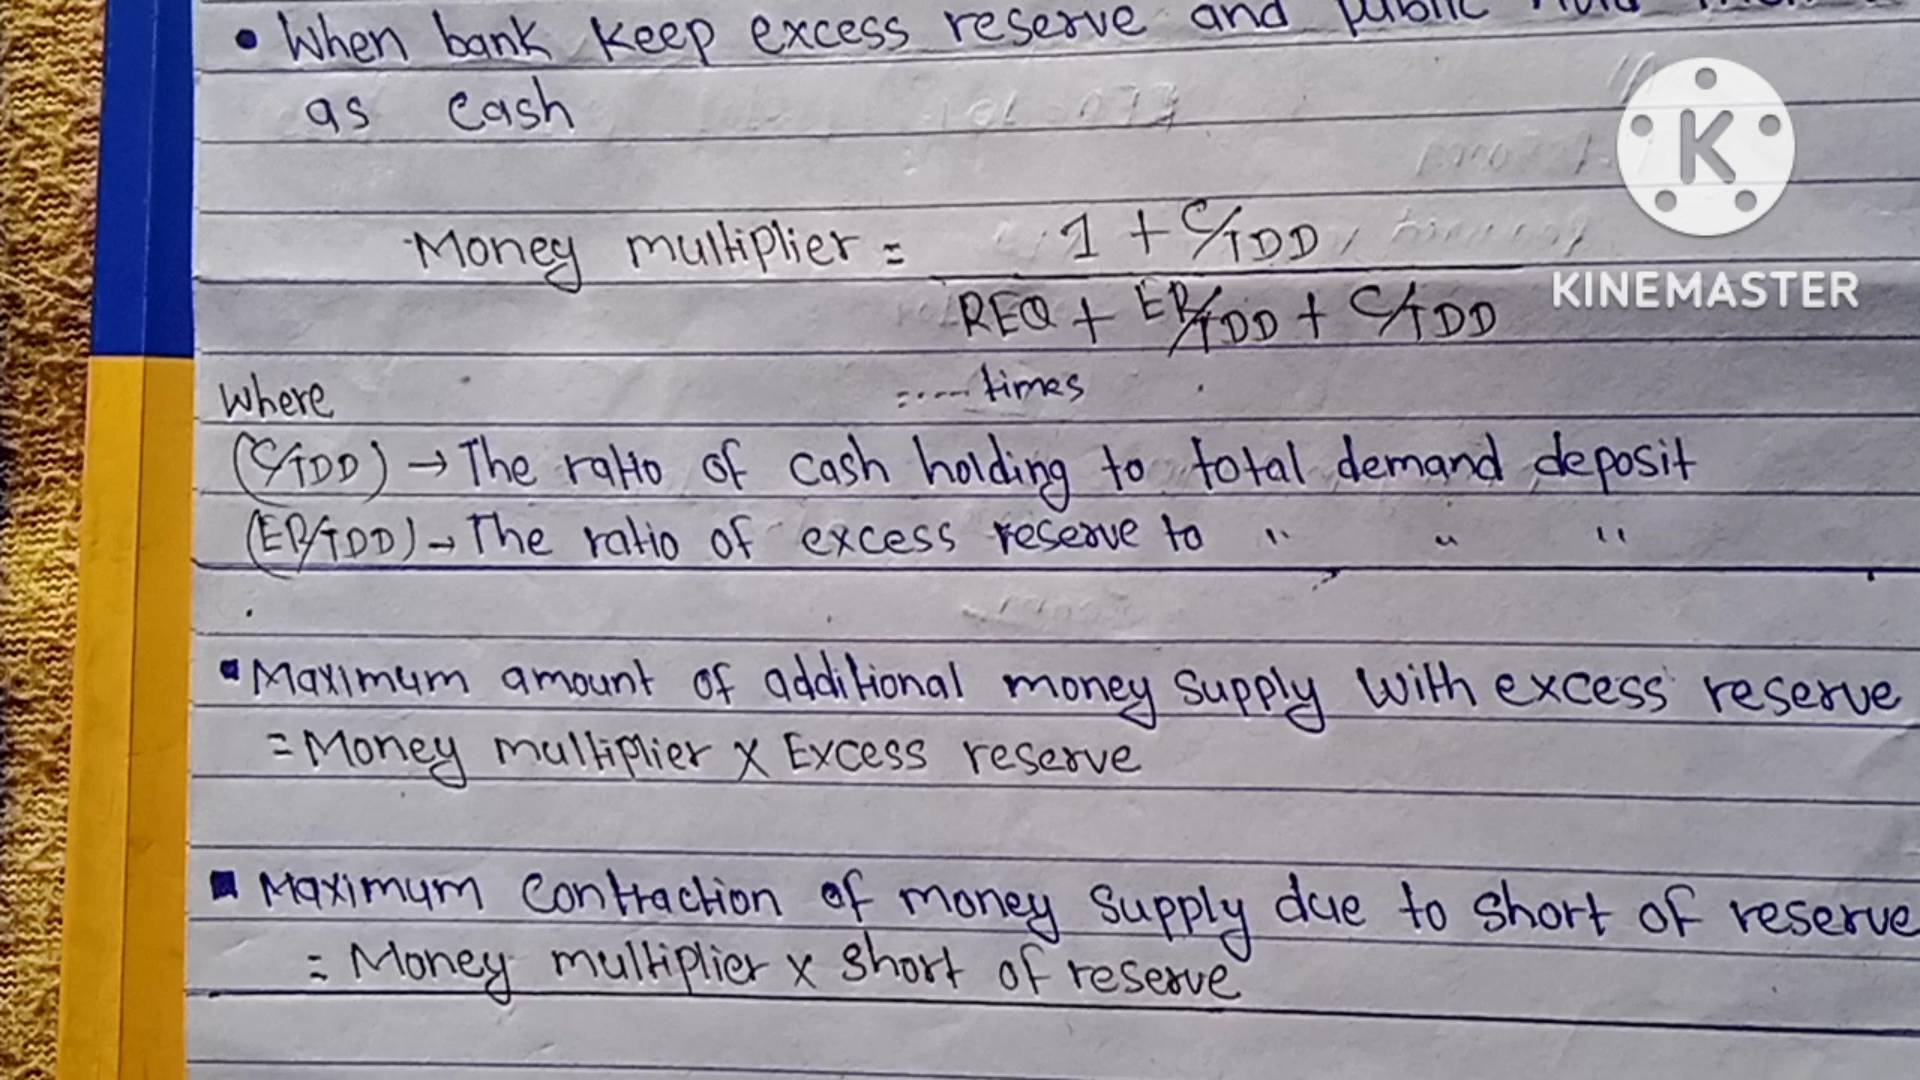 • When bank keep excess reserve and public
as cash
K
KINEMASTER
Money multiplier = 1 + C/TDD
REQ + ER/TDD + C/TDD
=.... times
Where
(C/TDD) → The ratio of cash holding to total demand deposit
(ER/TDD) → The ratio of excess reserve to " " "
▪ Maximum amount of additional money supply with excess reserve
= Money multiplier x Excess reserve
▪ Maximum Contraction of money supply due to short of reserve
= Money multiplier x short of reserve